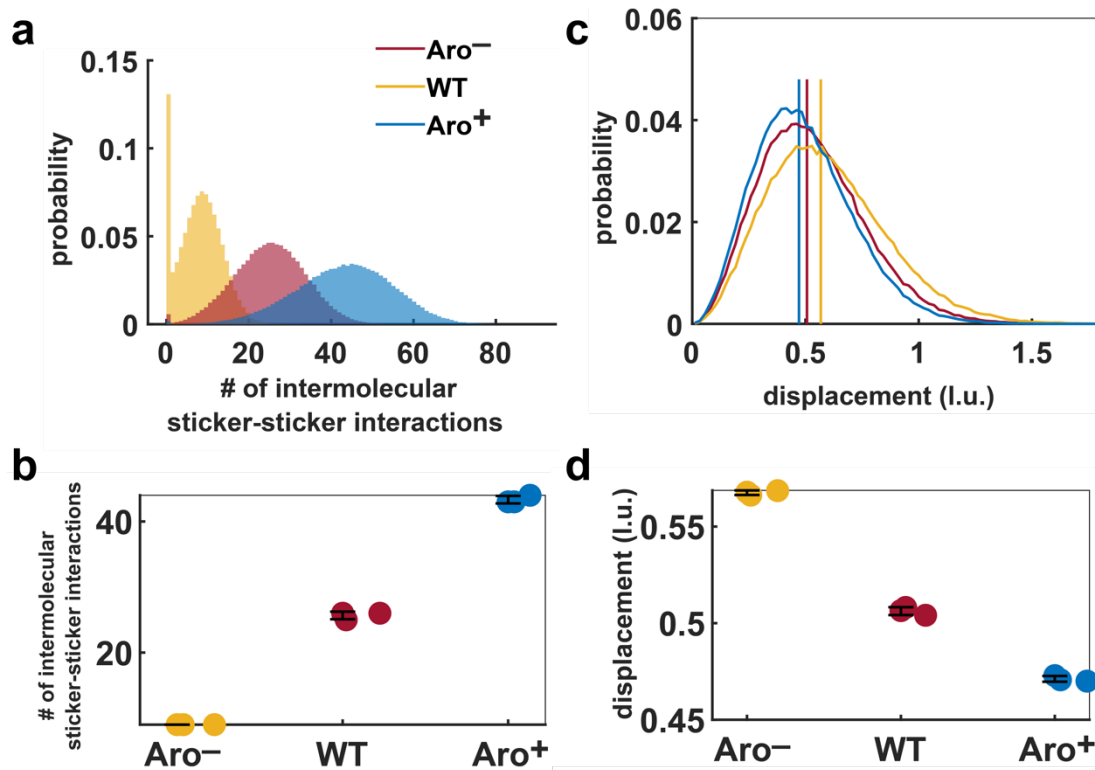 a
Aro−
WT
Aro+
0.15
0.1
0.05
0
probability
0 20 40 60 80
# of intermolecular
sticker-sticker interactions
c
0.06
0.04
0.02
0
probability
0 0.5 1 1.5
displacement (l.u.)
b
40
20
# of intermolecular
sticker-sticker interactions
Aro− WT Aro+
d
0.55
0.5
0.45
displacement (l.u.)
Aro− WT Aro+